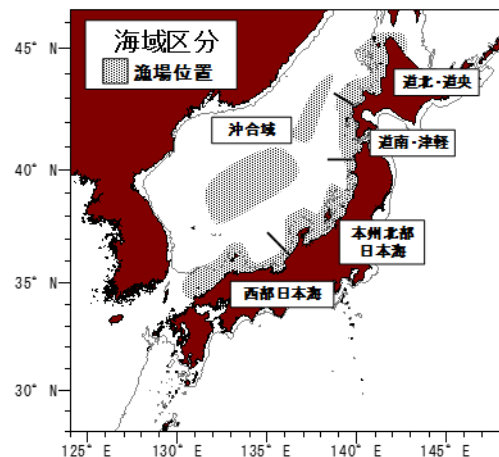 海域区分
漁場位置
道北・道央
沖合域
道南・津軽
本州北部
日本海
西部日本海
45° N
40° N
35° N
30° N
125° E
130° E
135° E
140° E
145° E